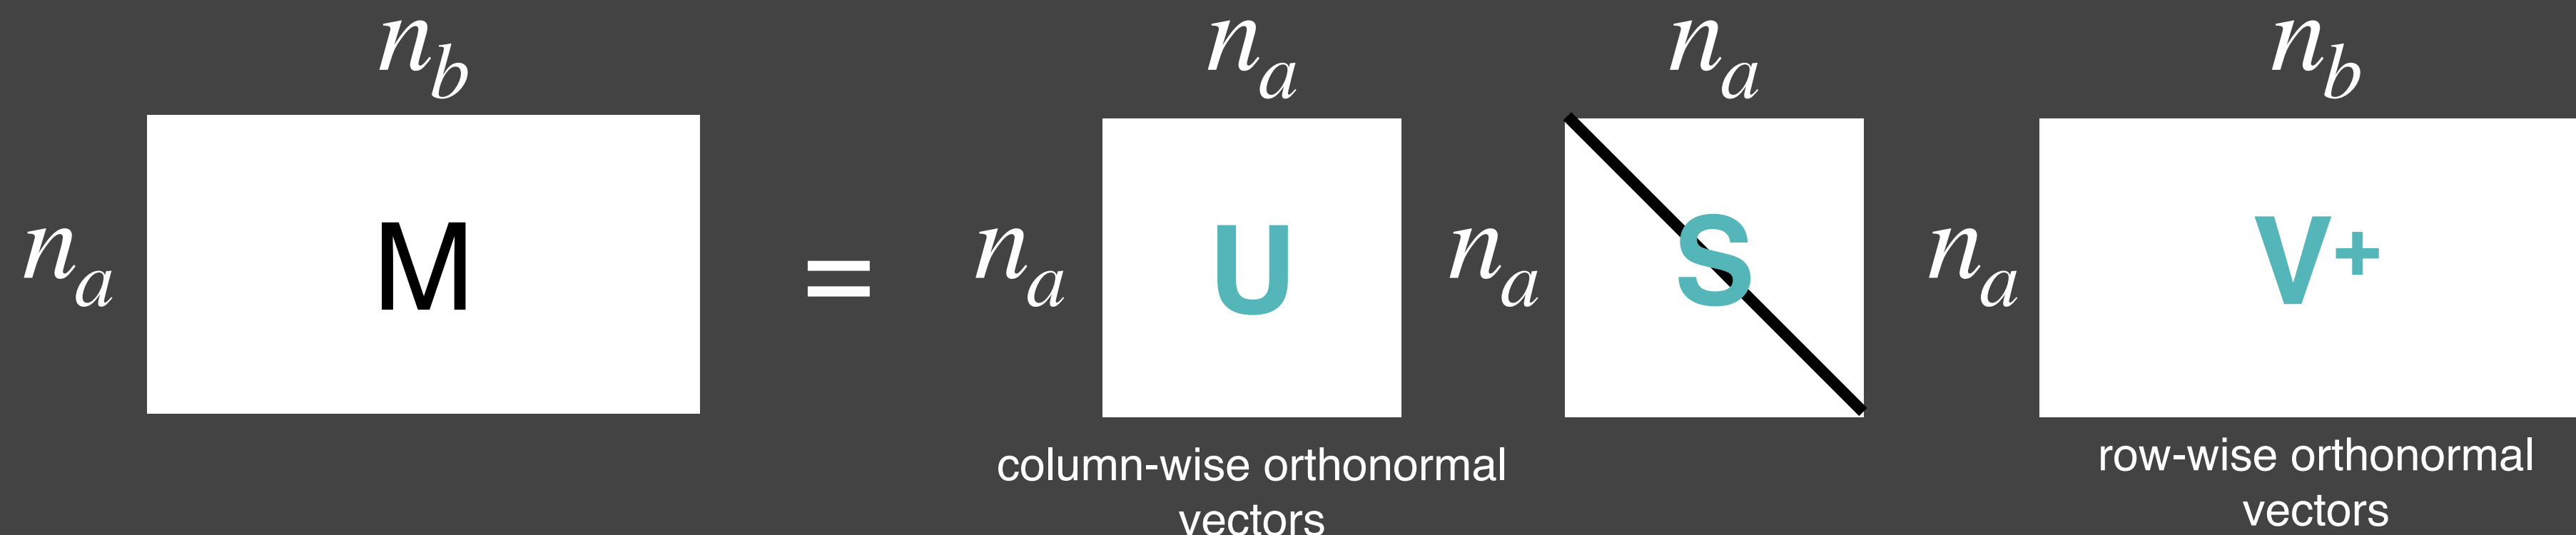 n_b n_a n_a n_b
n_a M = n_a U n_a S n_a V+
column-wise orthonormal
vectors
row-wise orthonormal
vectors